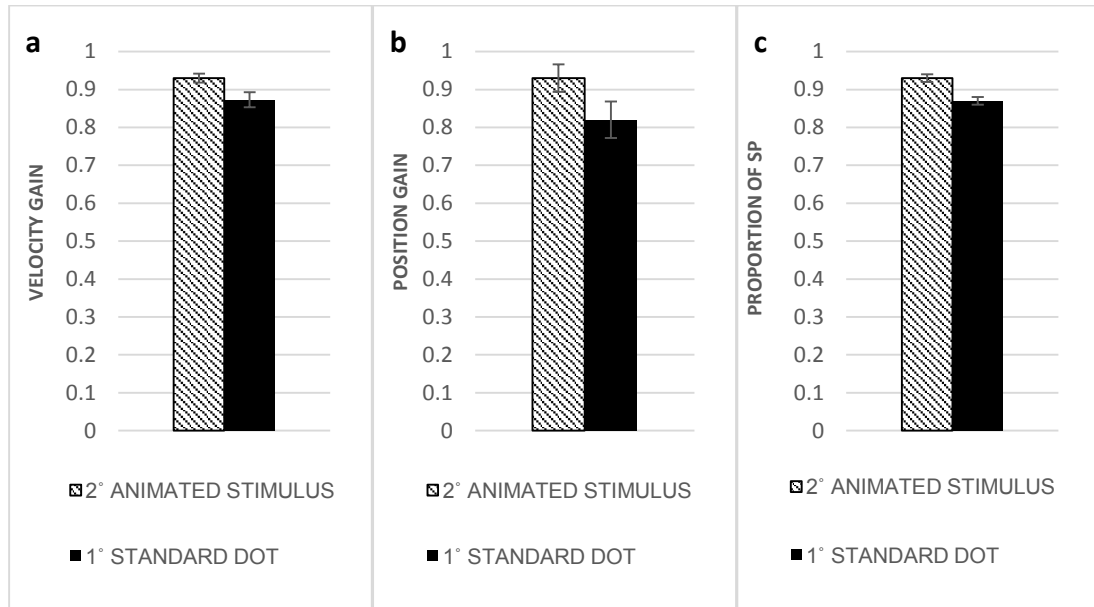 a
1
0.9
0.8
0.7
0.6
0.5
0.4
0.3
0.2
0.1
0
VELOCITY GAIN
2˚ ANIMATED STIMULUS
1˚ STANDARD DOT
b
1
0.9
0.8
0.7
0.6
0.5
0.4
0.3
0.2
0.1
0
POSITION GAIN
2˚ ANIMATED STIMULUS
1˚ STANDARD DOT
c
1
0.9
0.8
0.7
0.6
0.5
0.4
0.3
0.2
0.1
0
PROPORTION OF SP
2˚ ANIMATED STIMULUS
1˚ STANDARD DOT